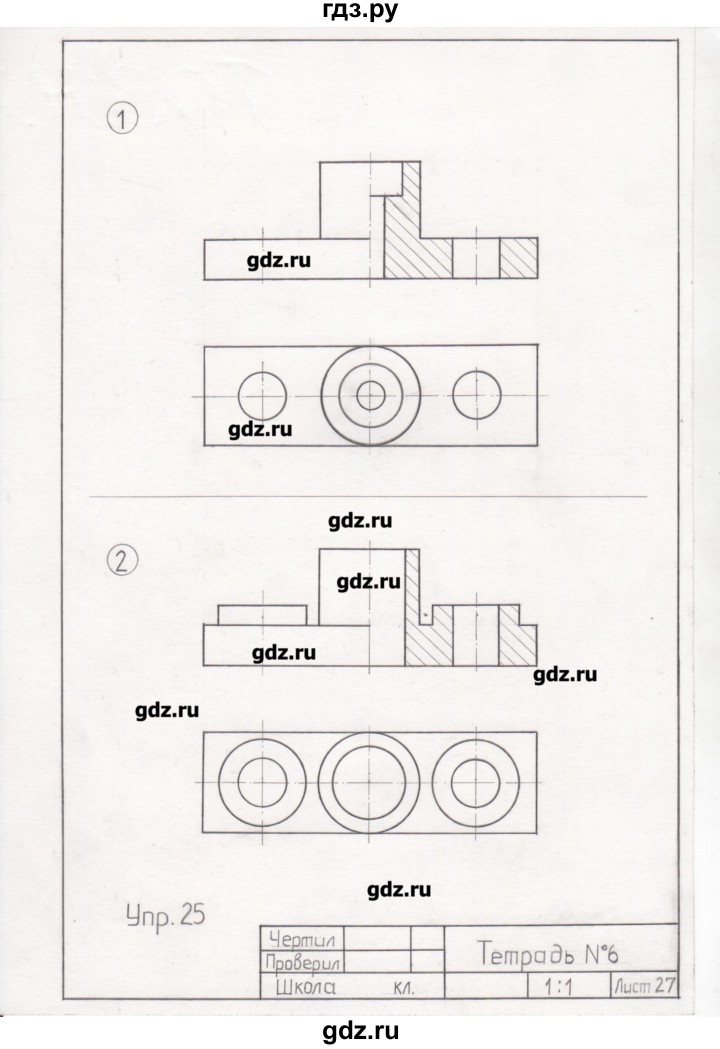 гдз.ру
1
gdz.ru
gdz.ru
gdz.ru
2
gdz.ru
gdz.ru
gdz.ru
gdz.ru
gdz.ru
Упр. 25
Чертил
Проверил
Тетрадь №6
Школа кл.
1:1
Лист 27
gdz.ru